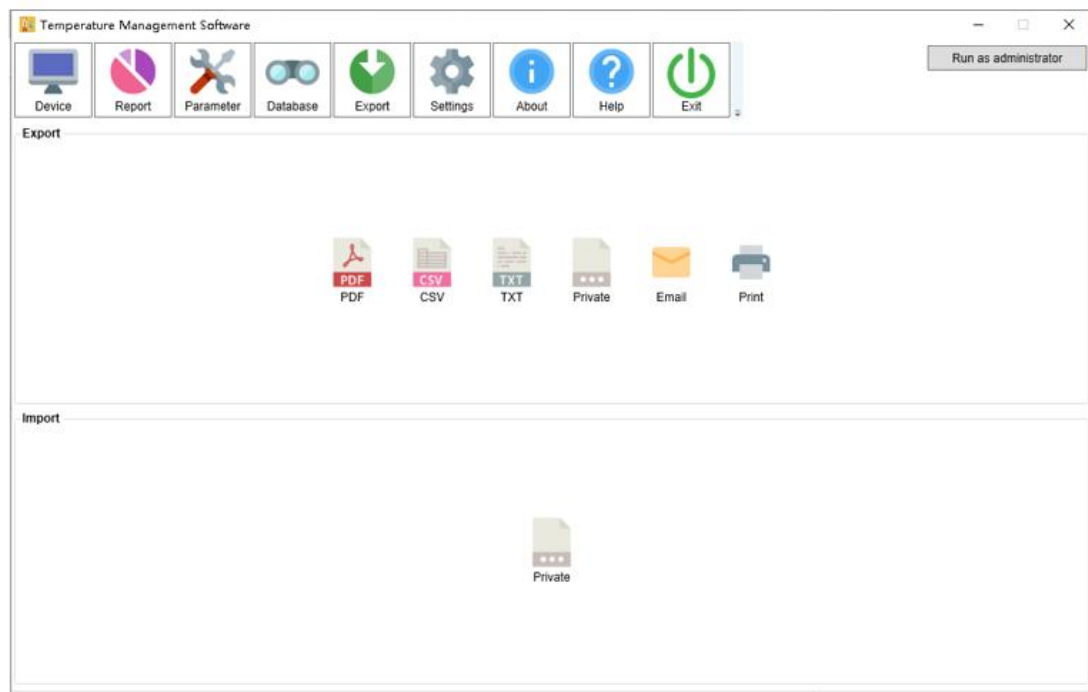 Temperature Management Software
Run as administrator
Device Report Parameter Database Export Settings About Help Exit
Export
PDF CSV TXT
PDF CSV TXT Private Email Print
Import
Private